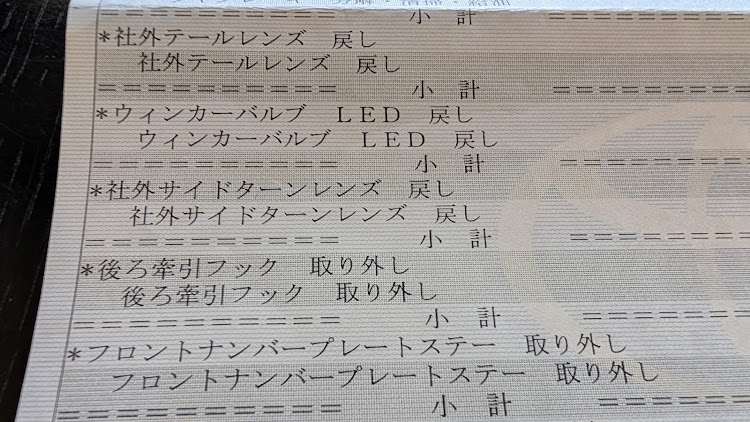 ========== 小 計 ==========
*社外テールレンズ 戻し
社外テールレンズ 戻し
========== 小 計 ==========
*ウィンカーバルブ LED 戻し
ウィンカーバルブ LED 戻し
========== 小 計 ==========
*社外サイドターンレンズ 戻し
社外サイドターンレンズ 戻し
========== 小 計 ==========
*後ろ牽引フック 取り外し
後ろ牽引フック 取り外し
========== 小 計 ==========
*フロントナンバープレートステー 取り外し
フロントナンバープレートステー 取り外し
========== 小 計 ==========